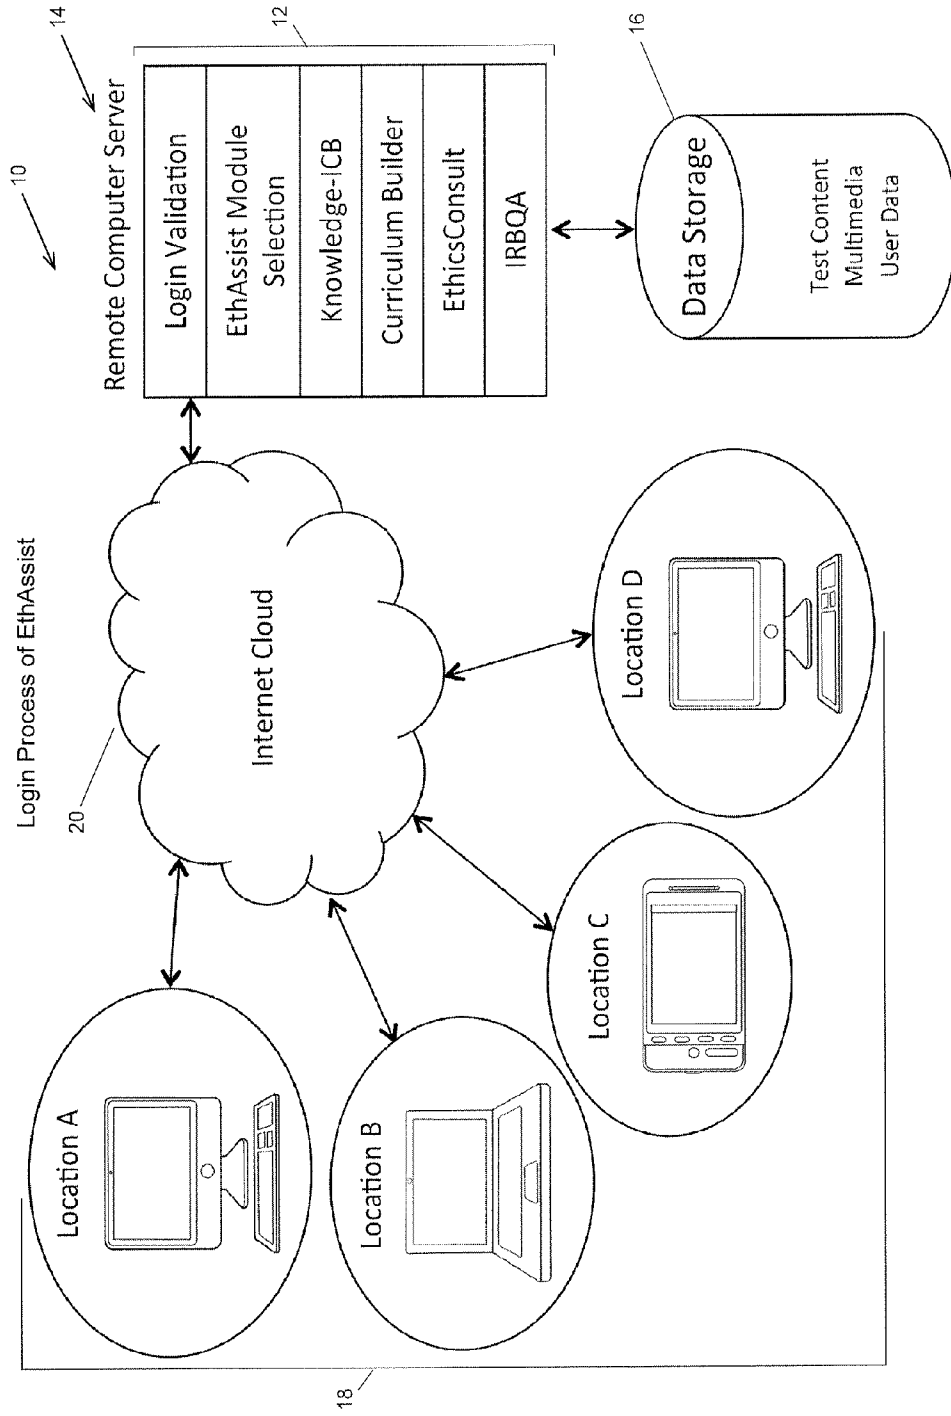 Login Process of EthAssist
10
14
Remote Computer Server
12
Login Validation
EthAssist Module
Selection
Knowledge-ICB
Curriculum Builder
EthicsConsult
IRBQA
16
Data Storage
Test Content
Multimedia
User Data
20
Internet Cloud
Location A
Location B
Location C
Location D
18